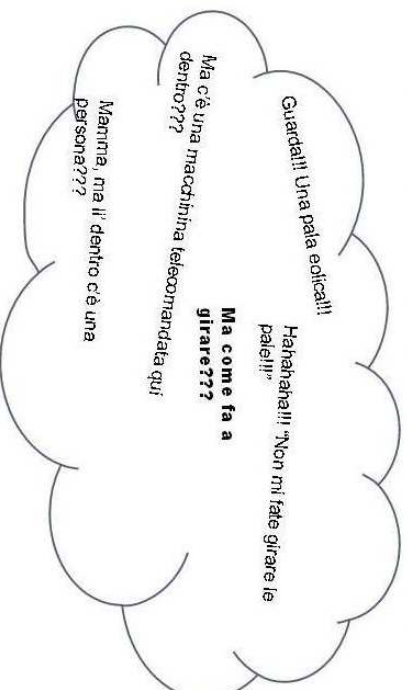 Guarda!!! Una pala eolica!!!
Hahahaha!!! “Non mi fate girare le
pale!!!”
Ma come fa a
girare???
Ma c'è una macchinina telecomandata qui
dentro???
Mamma, ma li' dentro c'è una
persona???